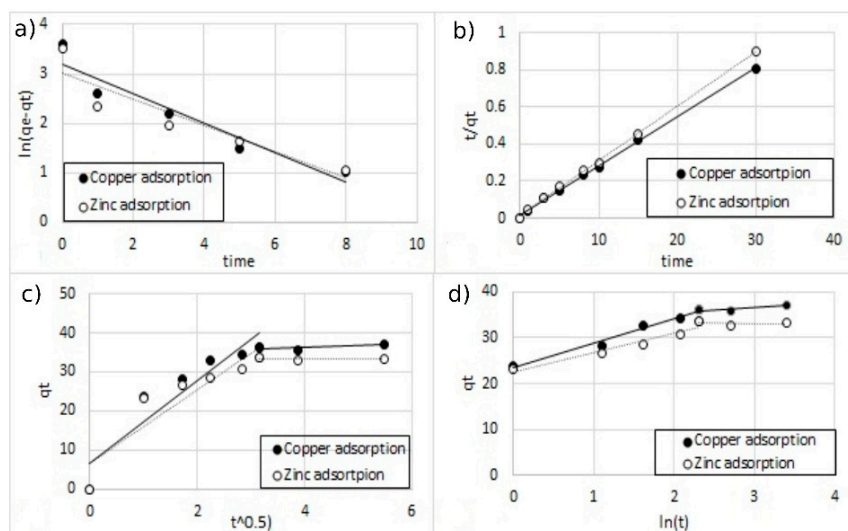 a)
4
3
2
1
0
ln(qe-qt)
Copper adsorption
Zinc adsorption
0 2 4 6 8 10
time
b)
1
0.8
0.6
0.4
0.2
0
t/qt
Copper adsorption
Zinc adsortpion
0 10 20 30 40
time
c)
50
40
30
20
10
0
qt
Copper adsorption
Zinc adsortpion
0 2 4 6
t^0.5)
d)
40
30
20
10
0
qt
Copper adsorption
Zinc adsorption
0 1 2 3 4
ln(t)